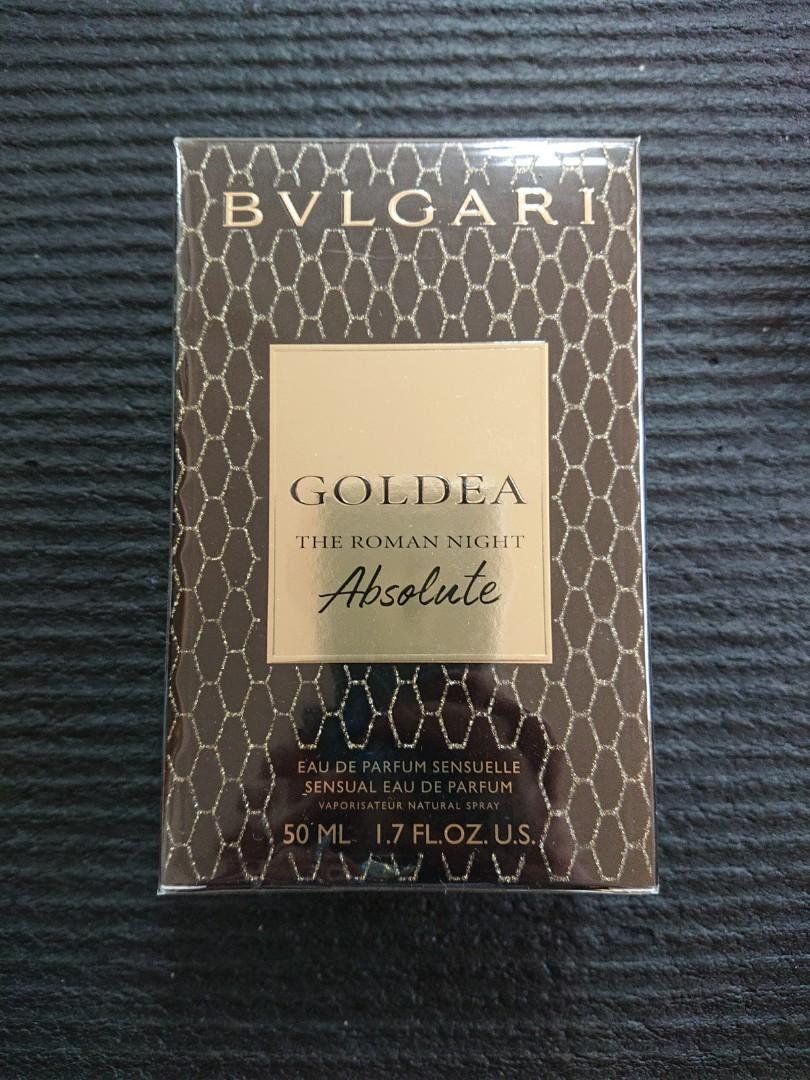 BVLGARI
GOLDEA
THE ROMAN NIGHT
Absolute
EAU DE PARFUM SENSUELLE
SENSUAL EAU DE PARFUM
VAPORISATEUR NATURAL SPRAY
50 ML 1.7 FL.OZ. U.S.